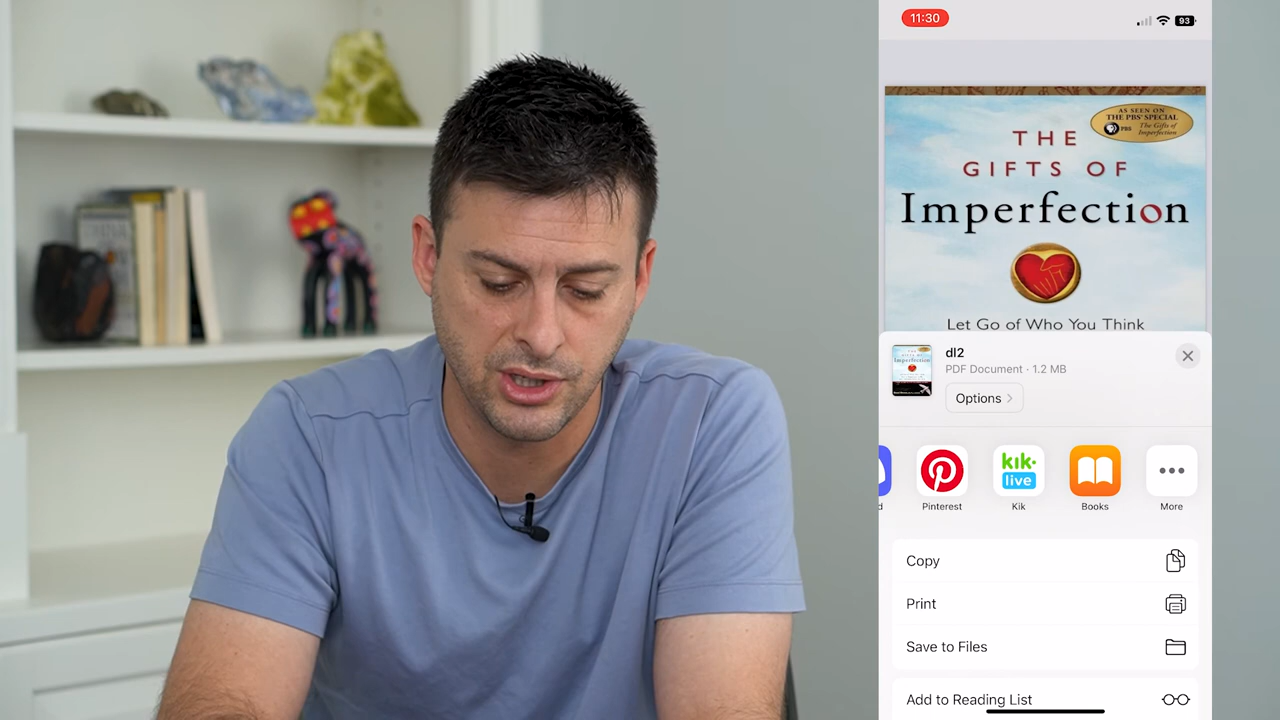 11:30
93
AS SEEN ON
THE PBS SPECIAL
PBS
The Gifts of
Imperfection
THE
GIFTS OF
Imperfection
Let Go of Who You Think
dl2
PDF Document · 1.2 MB
Options
d
Pinterest
kik·
live
Kik
Books
More
Copy
Print
Save to Files
Add to Reading List